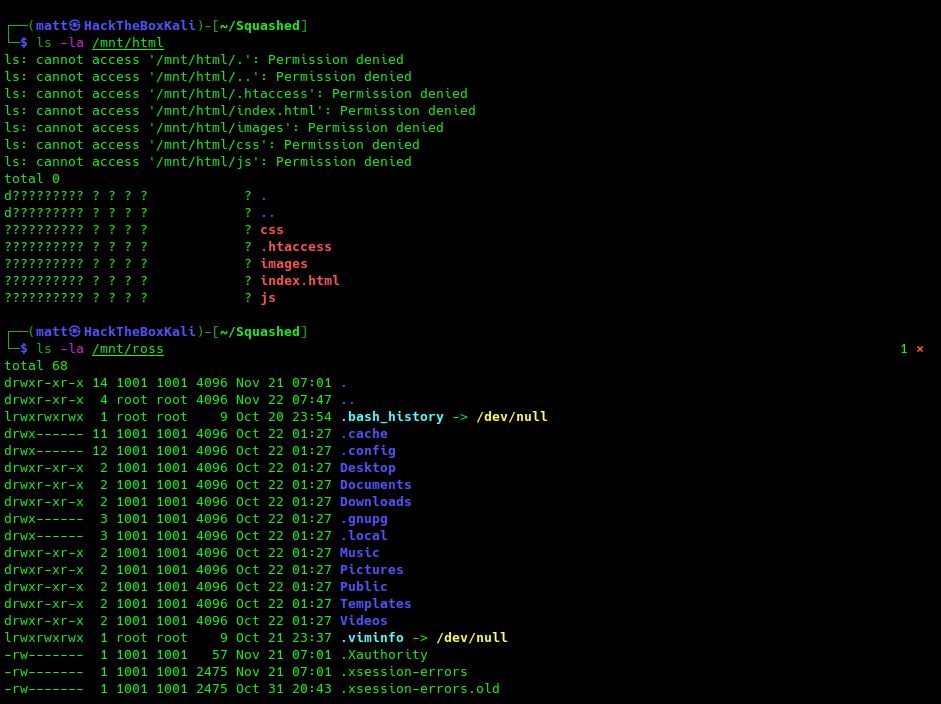 ┌──(matt㉿HackTheBoxKali)-[~/Squashed]
└─$ ls -la /mnt/html
ls: cannot access '/mnt/html/.': Permission denied
ls: cannot access '/mnt/html/..': Permission denied
ls: cannot access '/mnt/html/.htaccess': Permission denied
ls: cannot access '/mnt/html/index.html': Permission denied
ls: cannot access '/mnt/html/images': Permission denied
ls: cannot access '/mnt/html/css': Permission denied
ls: cannot access '/mnt/html/js': Permission denied
total 0
d????????? ? ? ? ?            ? .
d????????? ? ? ? ?            ? ..
?????????? ? ? ? ?            ? css
?????????? ? ? ? ?            ? .htaccess
?????????? ? ? ? ?            ? images
?????????? ? ? ? ?            ? index.html
?????????? ? ? ? ?            ? js
┌──(matt㉿HackTheBoxKali)-[~/Squashed]
└─$ ls -la /mnt/ross 1 ×
total 68
drwxr-xr-x 14 1001 1001 4096 Nov 21 07:01 .
drwxr-xr-x  4 root root 4096 Nov 22 07:47 ..
lrwxrwxrwx  1 root root    9 Oct 20 23:54 .bash_history -> /dev/null
drwx------ 11 1001 1001 4096 Oct 22 01:27 .cache
drwx------ 12 1001 1001 4096 Oct 22 01:27 .config
drwxr-xr-x  2 1001 1001 4096 Oct 22 01:27 Desktop
drwxr-xr-x  2 1001 1001 4096 Oct 22 01:27 Documents
drwxr-xr-x  2 1001 1001 4096 Oct 22 01:27 Downloads
drwx------  3 1001 1001 4096 Oct 22 01:27 .gnupg
drwx------  3 1001 1001 4096 Oct 22 01:27 .local
drwxr-xr-x  2 1001 1001 4096 Oct 22 01:27 Music
drwxr-xr-x  2 1001 1001 4096 Oct 22 01:27 Pictures
drwxr-xr-x  2 1001 1001 4096 Oct 22 01:27 Public
drwxr-xr-x  2 1001 1001 4096 Oct 22 01:27 Templates
drwxr-xr-x  2 1001 1001 4096 Oct 22 01:27 Videos
lrwxrwxrwx  1 root root    9 Oct 21 23:37 .viminfo -> /dev/null
-rw-------  1 1001 1001   57 Nov 21 07:01 .Xauthority
-rw-------  1 1001 1001 2475 Nov 21 07:01 .xsession-errors
-rw-------  1 1001 1001 2475 Oct 31 20:43 .xsession-errors.old